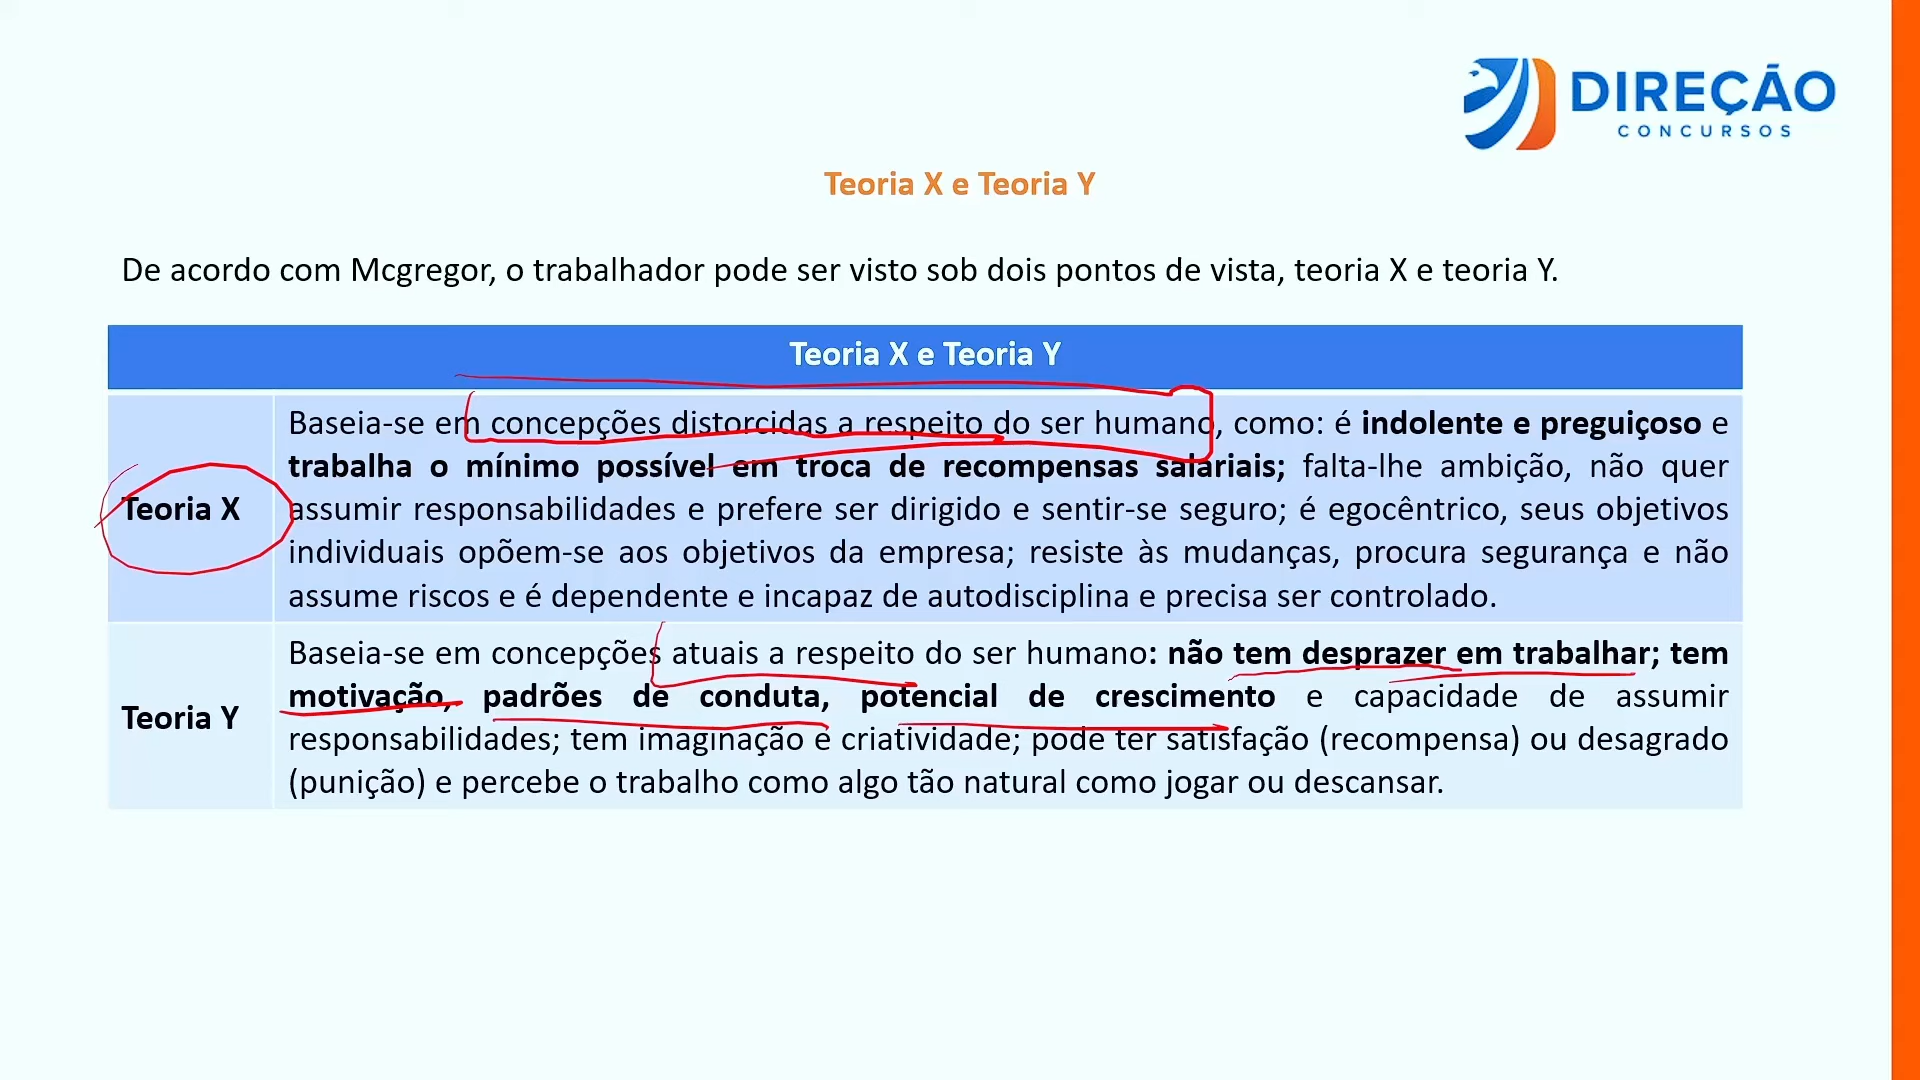 DIREÇÃO
CONCURSOS
Teoria X e Teoria Y
De acordo com Mcgregor, o trabalhador pode ser visto sob dois pontos de vista, teoria X e teoria Y.
Teoria X e Teoria Y
Teoria X
Baseia-se em concepções distorcidas a respeito do ser humano, como: é indolente e preguiçoso e
trabalha o mínimo possível em troca de recompensas salariais; falta-lhe ambição, não quer
assumir responsabilidades e prefere ser dirigido e sentir-se seguro; é egocêntrico, seus objetivos
individuais opõem-se aos objetivos da empresa; resiste às mudanças, procura segurança e não
assume riscos e é dependente e incapaz de autodisciplina e precisa ser controlado.
Teoria Y
Baseia-se em concepções atuais a respeito do ser humano: não tem desprazer em trabalhar; tem
motivação, padrões de conduta, potencial de crescimento e capacidade de assumir
responsabilidades; tem imaginação e criatividade; pode ter satisfação (recompensa) ou desagrado
(punição) e percebe o trabalho como algo tão natural como jogar ou descansar.